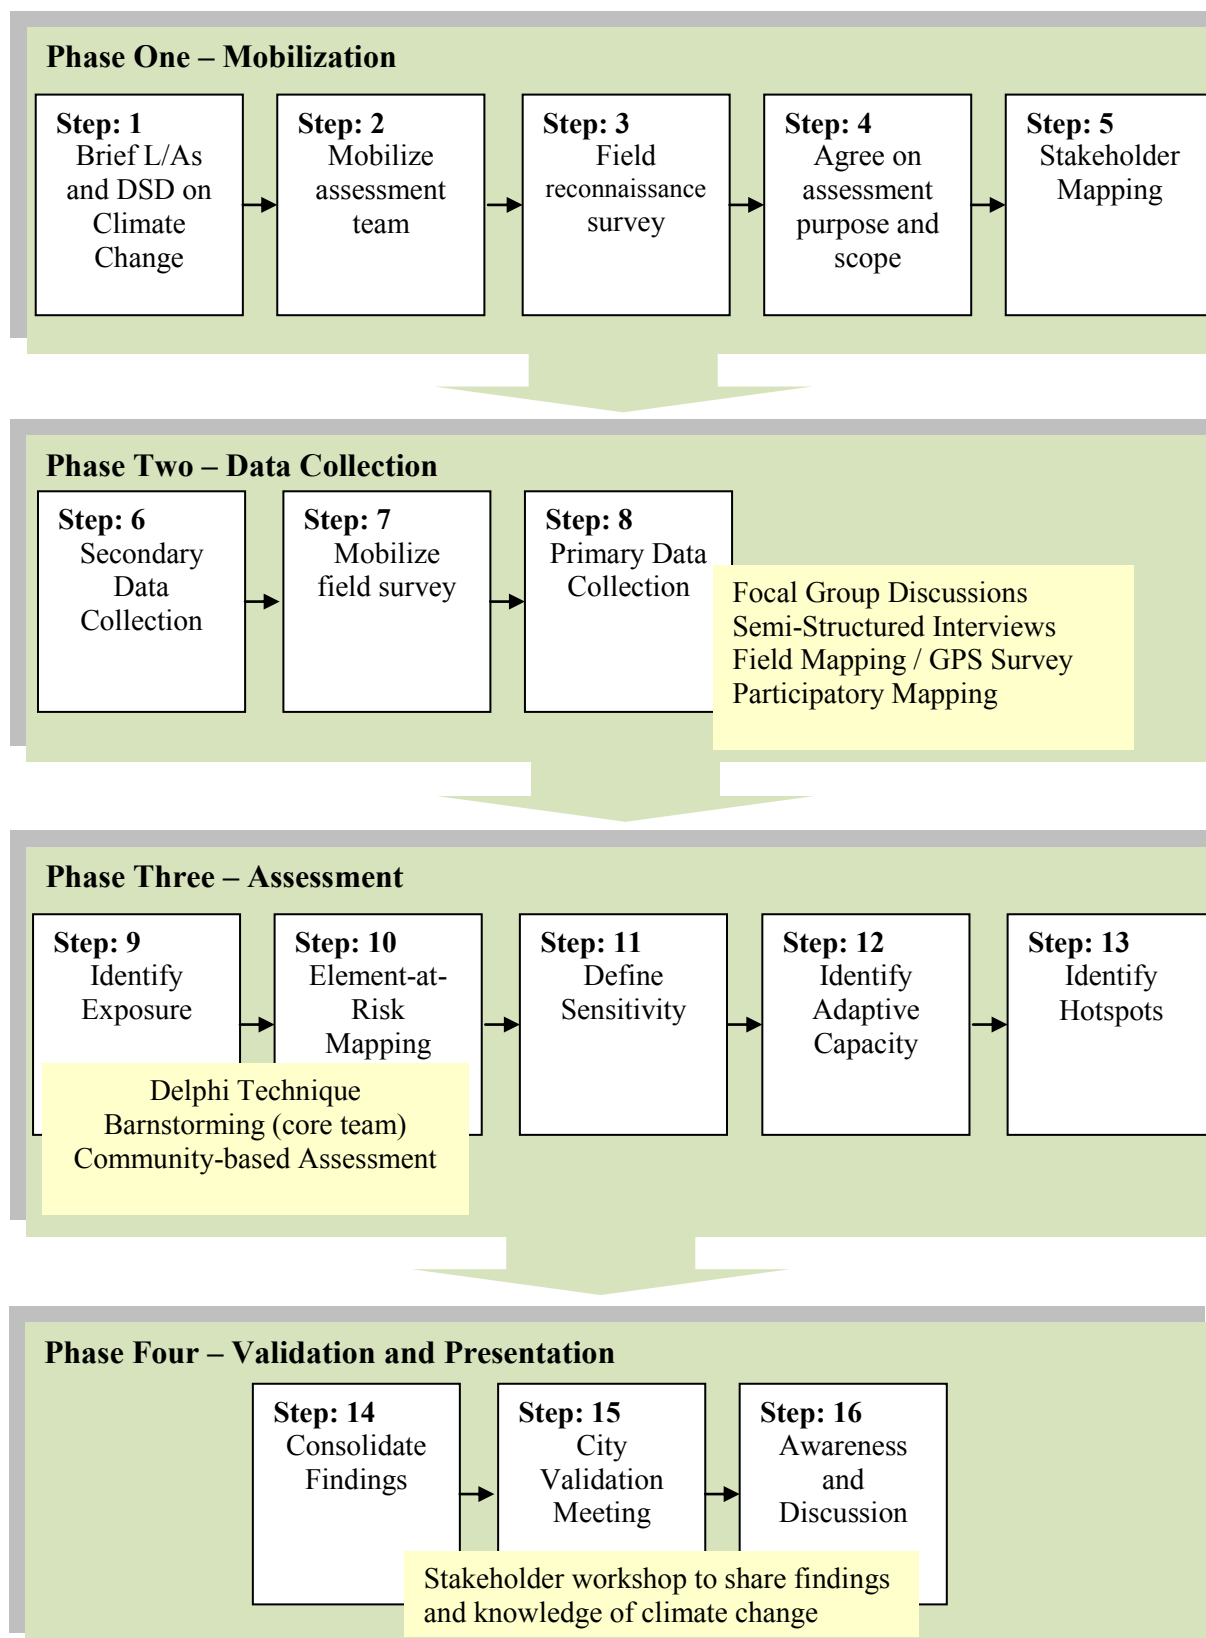 Phase One – Mobilization
Step: 1
Brief L/As
and DSD on
Climate
Change
Step: 2
Mobilize
assessment
team
Step: 3
Field
reconnaissance
survey
Step: 4
Agree on
assessment
purpose and
scope
Step: 5
Stakeholder
Mapping
Phase Two – Data Collection
Step: 6
Secondary
Data
Collection
Step: 7
Mobilize
field survey
Step: 8
Primary Data
Collection
Focal Group Discussions
Semi-Structured Interviews
Field Mapping / GPS Survey
Participatory Mapping
Phase Three – Assessment
Step: 9
Identify
Exposure
Step: 10
Element-at-
Risk
Mapping
Step: 11
Define
Sensitivity
Step: 12
Identify
Adaptive
Capacity
Step: 13
Identify
Hotspots
Delphi Technique
Barnstorming (core team)
Community-based Assessment
Phase Four – Validation and Presentation
Step: 14
Consolidate
Findings
Step: 15
City
Validation
Meeting
Step: 16
Awareness
and
Discussion
Stakeholder workshop to share findings
and knowledge of climate change